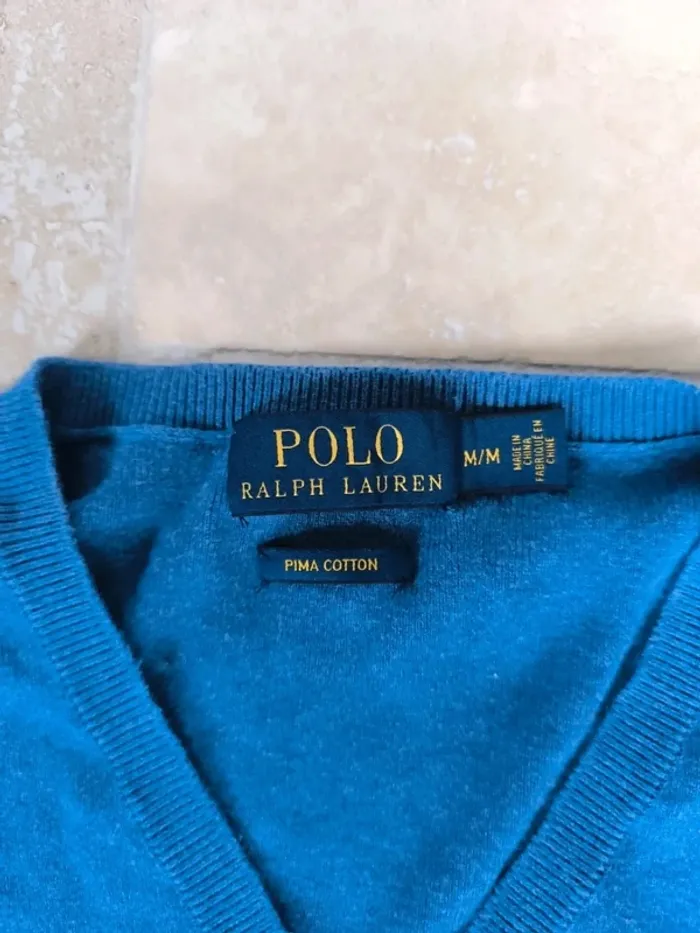 POLO
RALPH LAUREN
M/M
MADE IN
CHINA
FABRIQUÉ EN
CHINE
PIMA COTTON